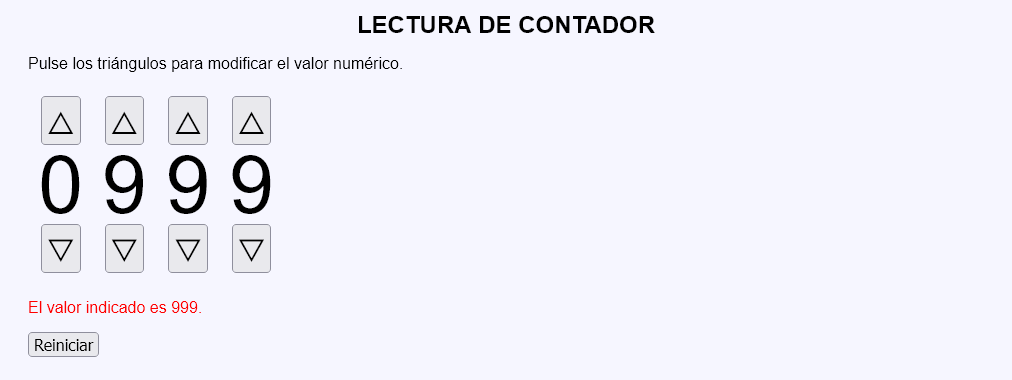 LECTURA DE CONTADOR
Pulse los triángulos para modificar el valor numérico.
△ △ △ △
0 9 9 9
▽ ▽ ▽ ▽
El valor indicado es 999.
Reiniciar